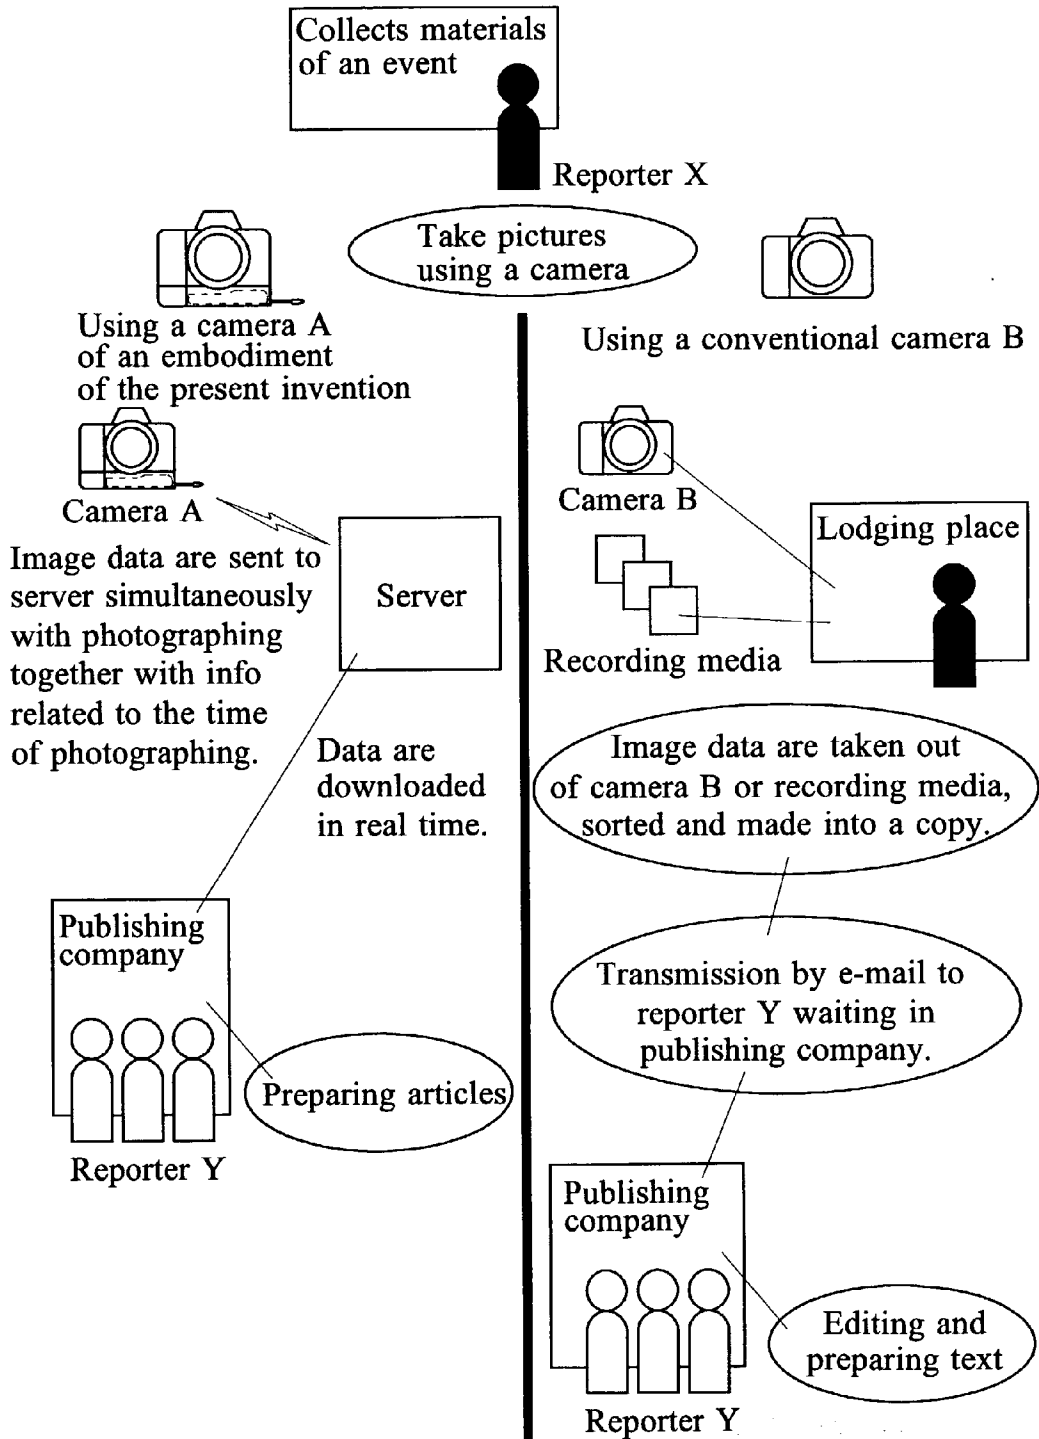 Collects materials
of an event
Reporter X
Take pictures
using a camera
Using a camera A
of an embodiment
of the present invention
Using a conventional camera B
Camera A
Image data are sent to
server simultaneously
with photographing
together with info
related to the time
of photographing.
Server
Data are
downloaded
in real time.
Publishing
company
Preparing articles
Reporter Y
Camera B
Recording media
Lodging place
Image data are taken out
of camera B or recording media,
sorted and made into a copy.
Transmission by e-mail to
reporter Y waiting in
publishing company.
Publishing
company
Editing and
preparing text
Reporter Y